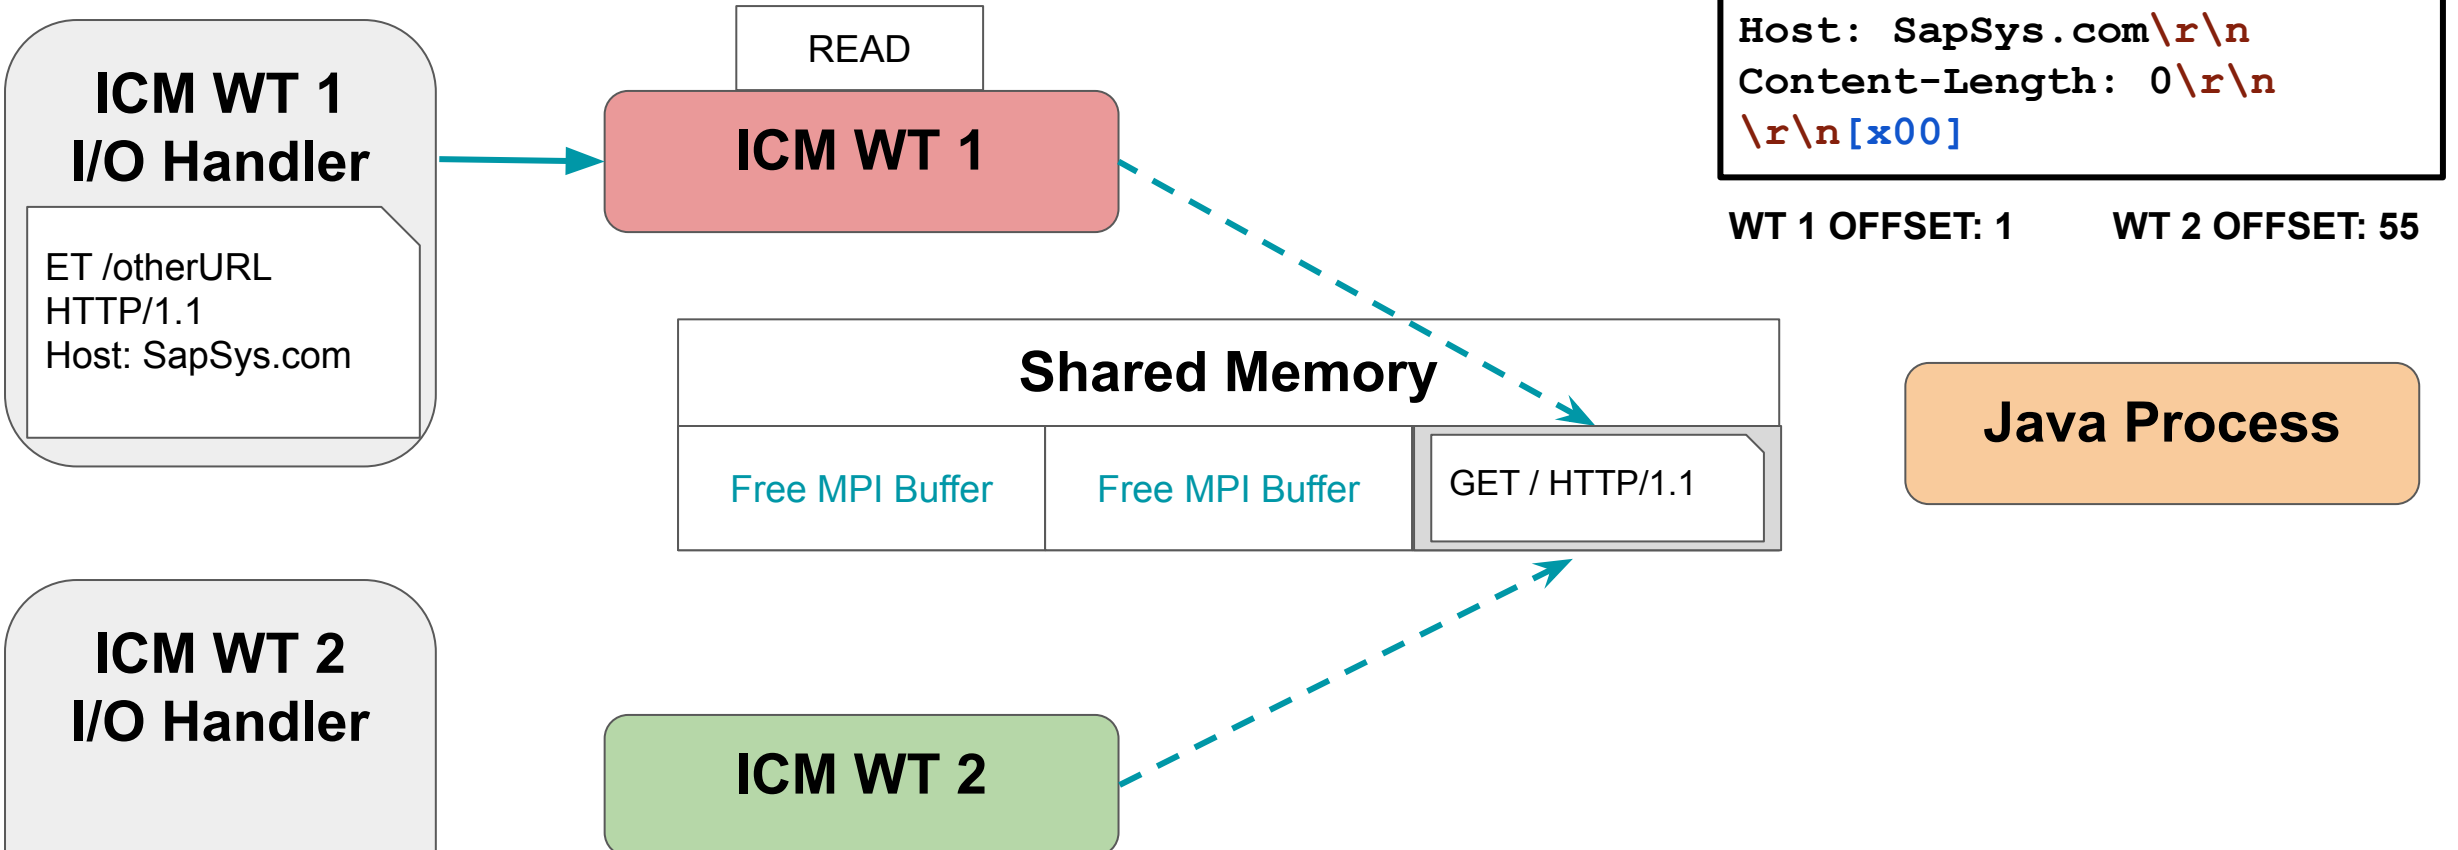 ICM WT 1
I/O Handler
ET /otherURL
HTTP/1.1
Host: SapSys.com
READ
ICM WT 1
Host: SapSys.com\r\n
Content-Length: 0\r\n
\r\n[x00]
WT 1 OFFSET: 1
WT 2 OFFSET: 55
Shared Memory
Free MPI Buffer
Free MPI Buffer
GET / HTTP/1.1
Java Process
ICM WT 2
I/O Handler
ICM WT 2